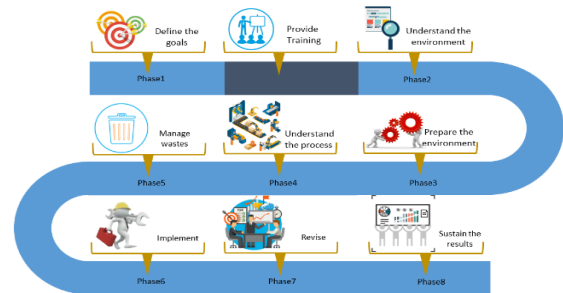 Define the
goals
Provide
Training
Understand the
environment
Phase1
Phase2
Manage
wastes
Understand
the process
Prepare the
environment
Phase5
Phase4
Phase3
Implement
Revise
Sustain the
results
Phase6
Phase7
Phase8